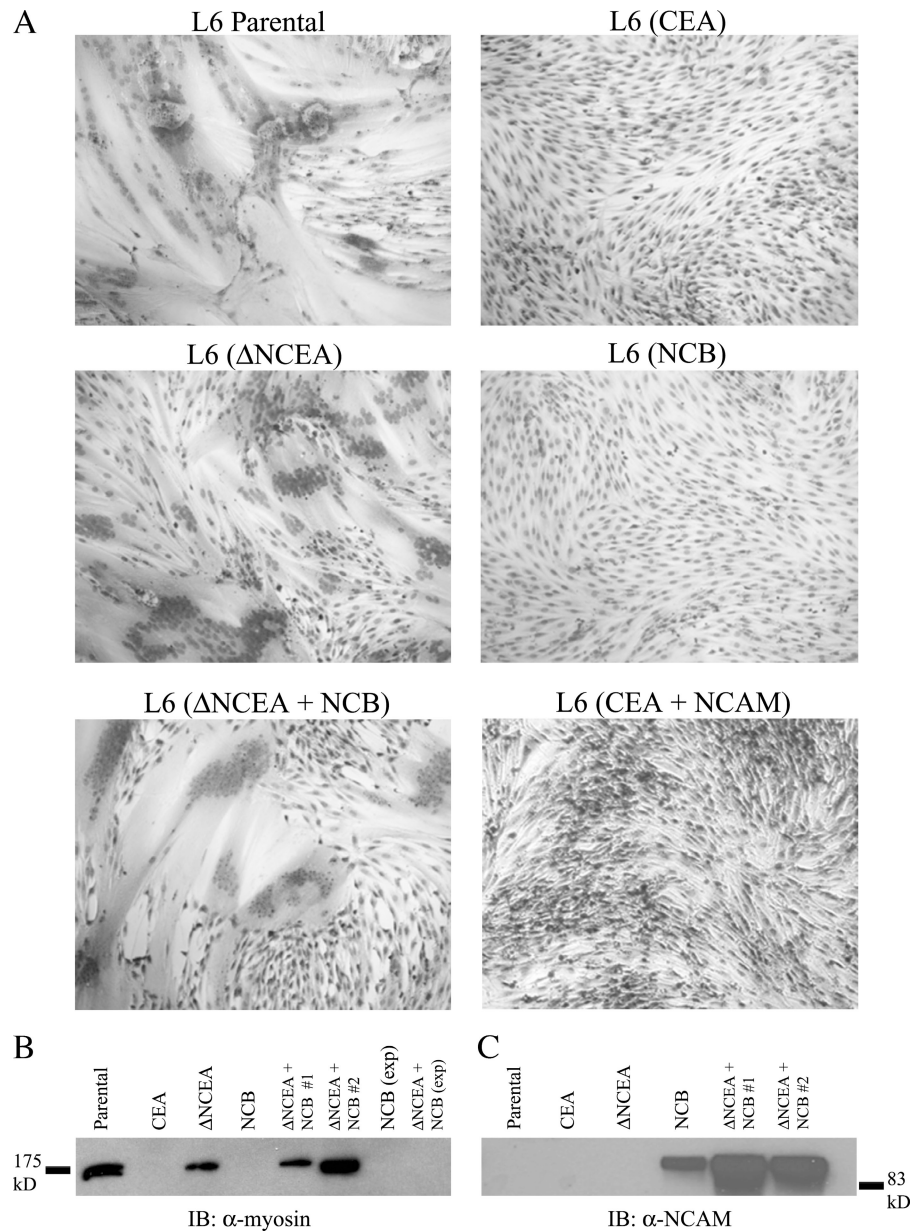 A
L6 Parental
L6 (CEA)
L6 (ΔNCEA)
L6 (NCB)
L6 (ΔNCEA + NCB)
L6 (CEA + NCAM)
B
Parental
CEA
ΔNCEA
NCB
ΔNCEA +
NCB #1
ΔNCEA +
NCB #2
NCB (exp)
ΔNCEA +
NCB (exp)
175
kD
IB: α-myosin
C
Parental
CEA
ΔNCEA
NCB
ΔNCEA +
NCB #1
ΔNCEA +
NCB #2
83
kD
IB: α-NCAM